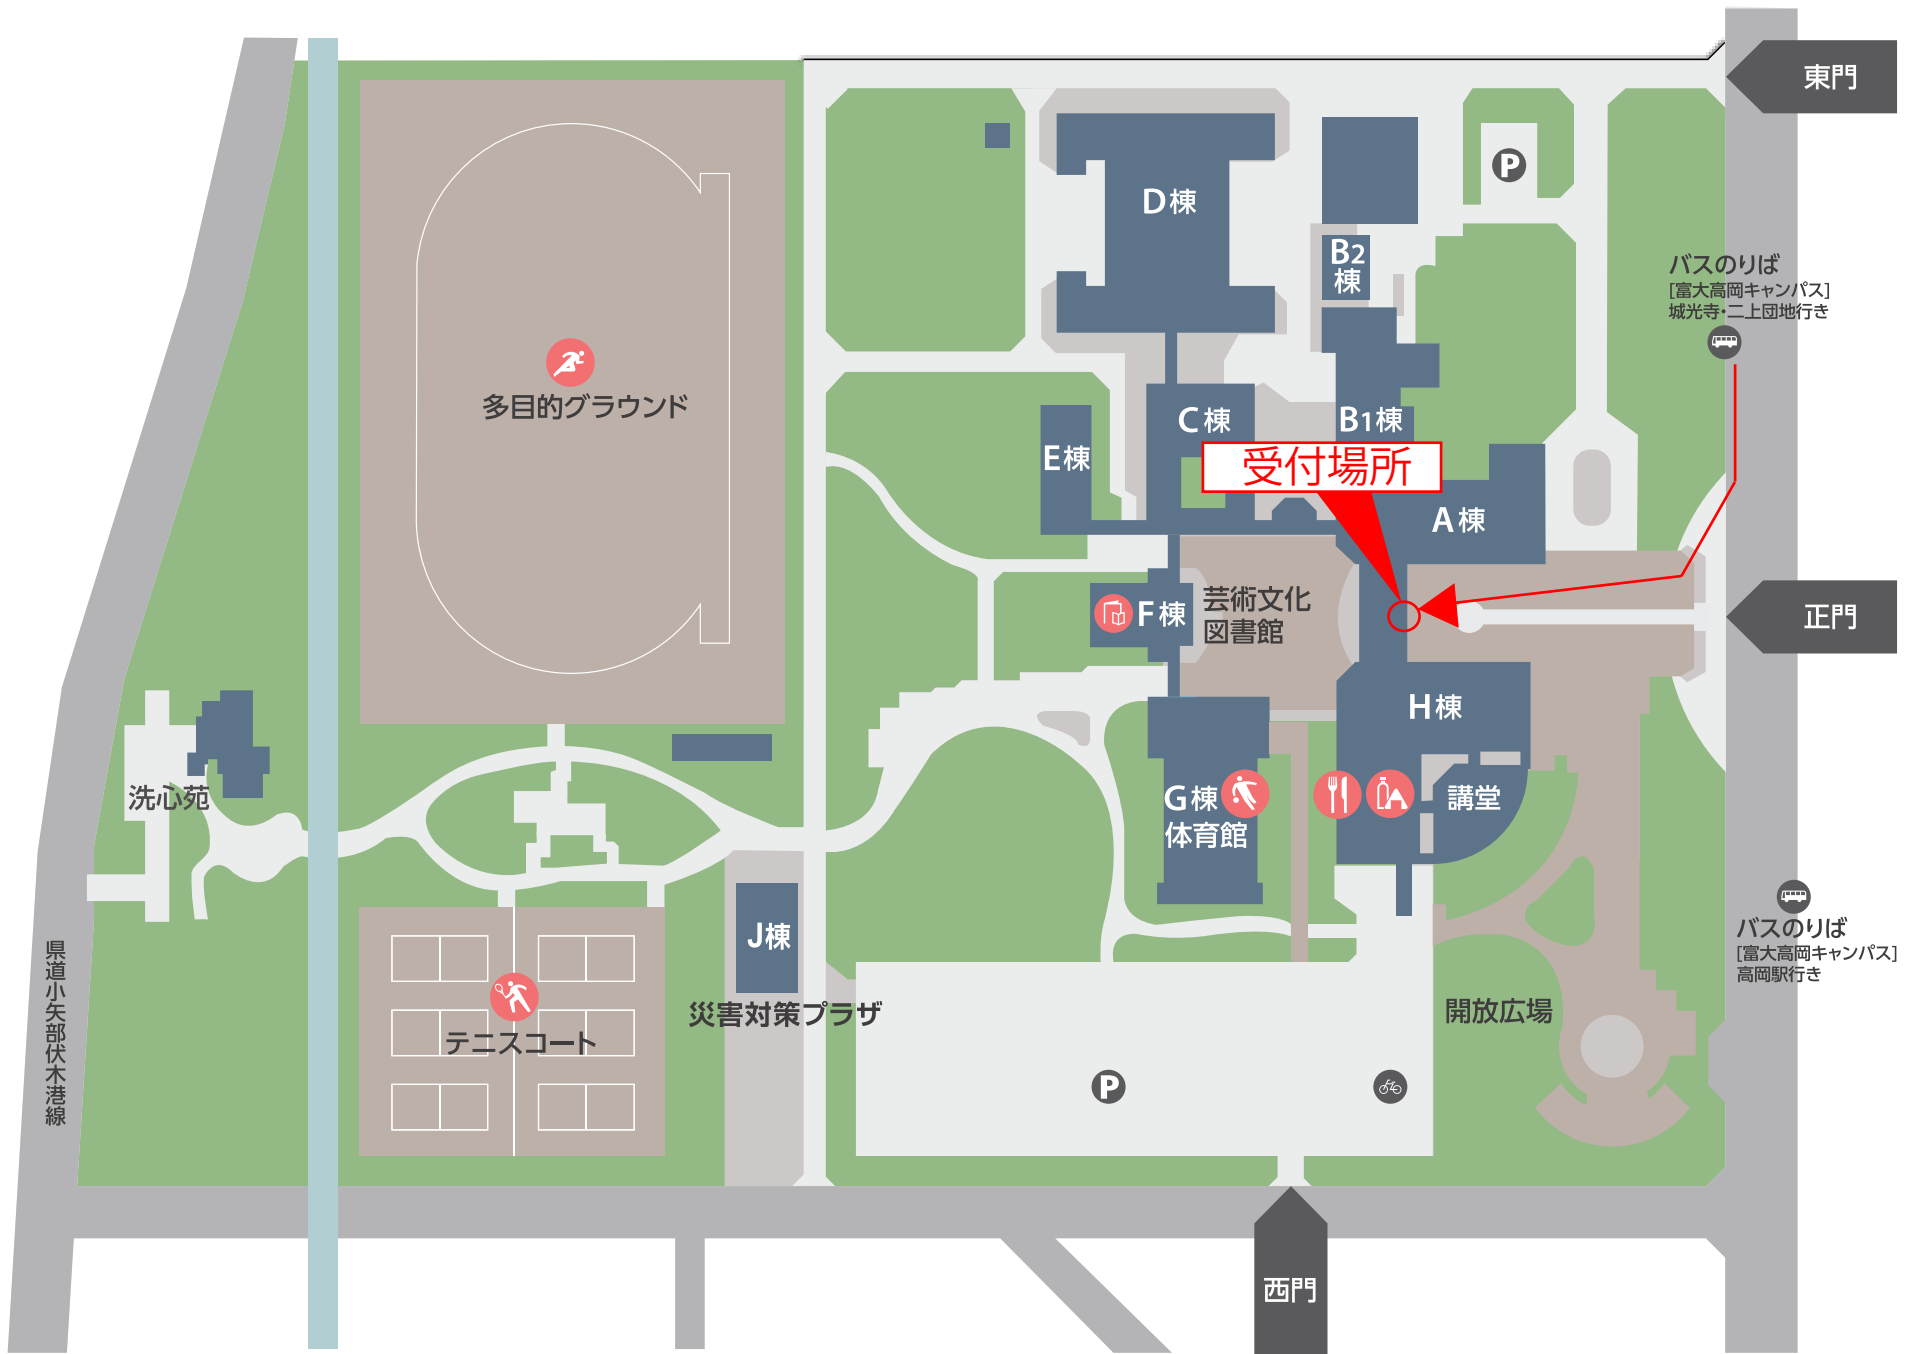 東門
P
D棟
B2
棟
バスのりば
[富大高岡キャンパス]
城光寺・二上団地行き
多目的グラウンド
C棟
B1棟
E棟
受付場所
A棟
芸術文化
図書館
F棟
正門
H棟
洗心苑
G棟
体育館
講堂
J棟
バスのりば
[富大高岡キャンパス]
高岡駅行き
県道小矢部伏木港線
災害対策プラザ
開放広場
テニスコート
P
西門